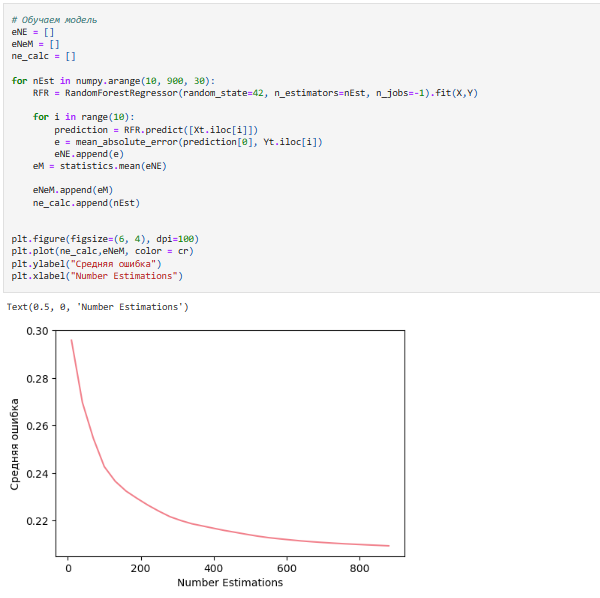 # Обучаем модель
eNE = []
eNeM = []
ne_calc = []
for nEst in numpy.arange(10, 900, 30):
RFR = RandomForestRegressor(random_state=42, n_estimators=nEst, n_jobs=-1).fit(X,Y)
for i in range(10):
prediction = RFR.predict([Xt.iloc[i]])
e = mean_absolute_error(prediction[0], Yt.iloc[i])
eNE.append(e)
eM = statistics.mean(eNE)
eNeM.append(eM)
ne_calc.append(nEst)
plt.figure(figsize=(6, 4), dpi=100)
plt.plot(ne_calc,eNeM, color = cr)
plt.ylabel("Средняя ошибка")
plt.xlabel("Number Estimations")
Text(0.5, 0, 'Number Estimations')
0.30
0.28
0.26
0.24
0.22
Средняя ошибка
0 200 400 600 800
Number Estimations